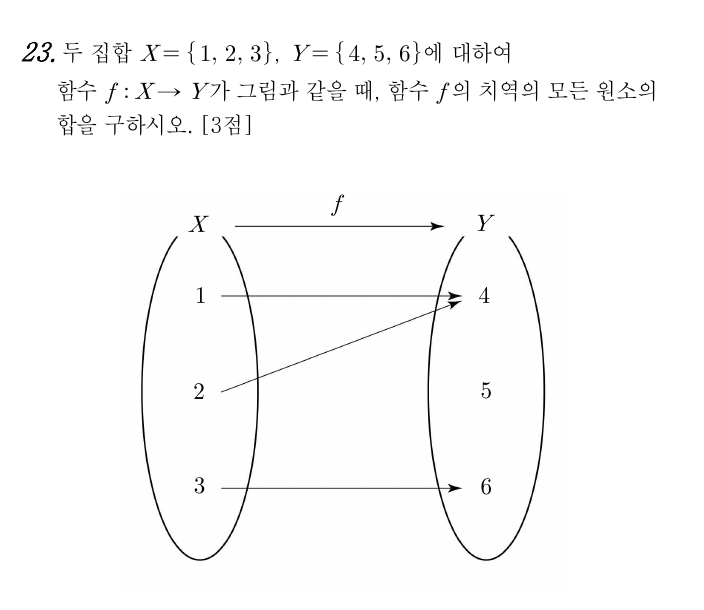 23. 두 집합 X={1, 2, 3}, Y={4, 5, 6}에 대하여
함수 f : X→ Y가 그림과 같을 때, 함수 f의 치역의 모든 원소의
합을 구하시오. [3점]
f
X Y
1 4
2 5
3 6